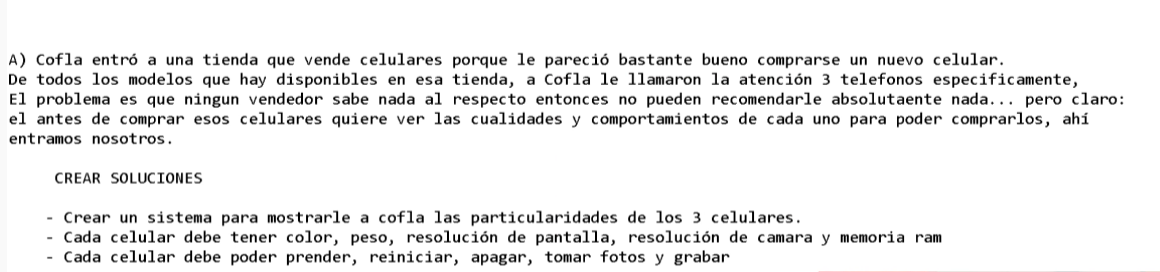 A) Cofla entró a una tienda que vende celulares porque le pareció bastante bueno comprarse un nuevo celular.
De todos los modelos que hay disponibles en esa tienda, a Cofla le llamaron la atención 3 telefonos especificamente,
El problema es que ningun vendedor sabe nada al respecto entonces no pueden recomendarle absolutaente nada... pero claro:
el antes de comprar esos celulares quiere ver las cualidades y comportamientos de cada uno para poder comprarlos, ahí
entramos nosotros.
CREAR SOLUCIONES
- Crear un sistema para mostrarle a cofla las particularidades de los 3 celulares.
- Cada celular debe tener color, peso, resolución de pantalla, resolución de camara y memoria ram
- Cada celular debe poder prender, reiniciar, apagar, tomar fotos y grabar